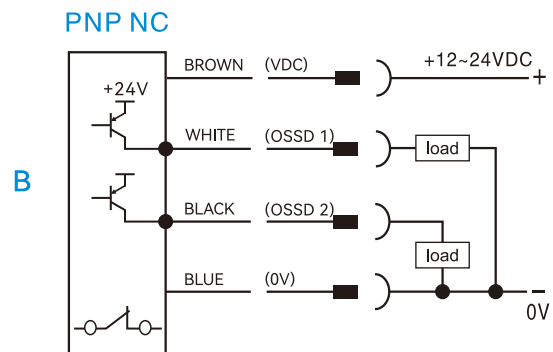 PNP NC
BROWN (VDC) +12~24VDC +
+24V
WHITE (OSSD 1) load
B
BLACK (OSSD 2)
load
BLUE (0V) −
0V